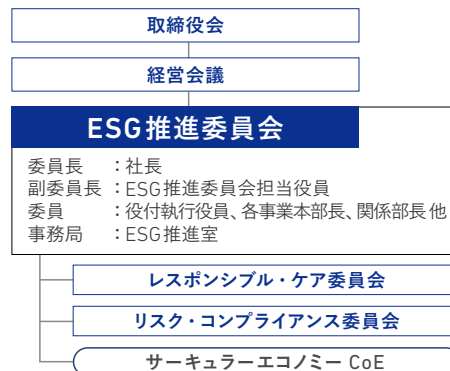 取締役会
経営会議
ESG推進委員会
委員長　：社長
副委員長：ESG推進委員会担当役員
委員　　：役付執行役員、各事業本部長、関係部長 他
事務局　：ESG推進室
レスポンシブル・ケア委員会
リスク・コンプライアンス委員会
サーキュラーエコノミー CoE